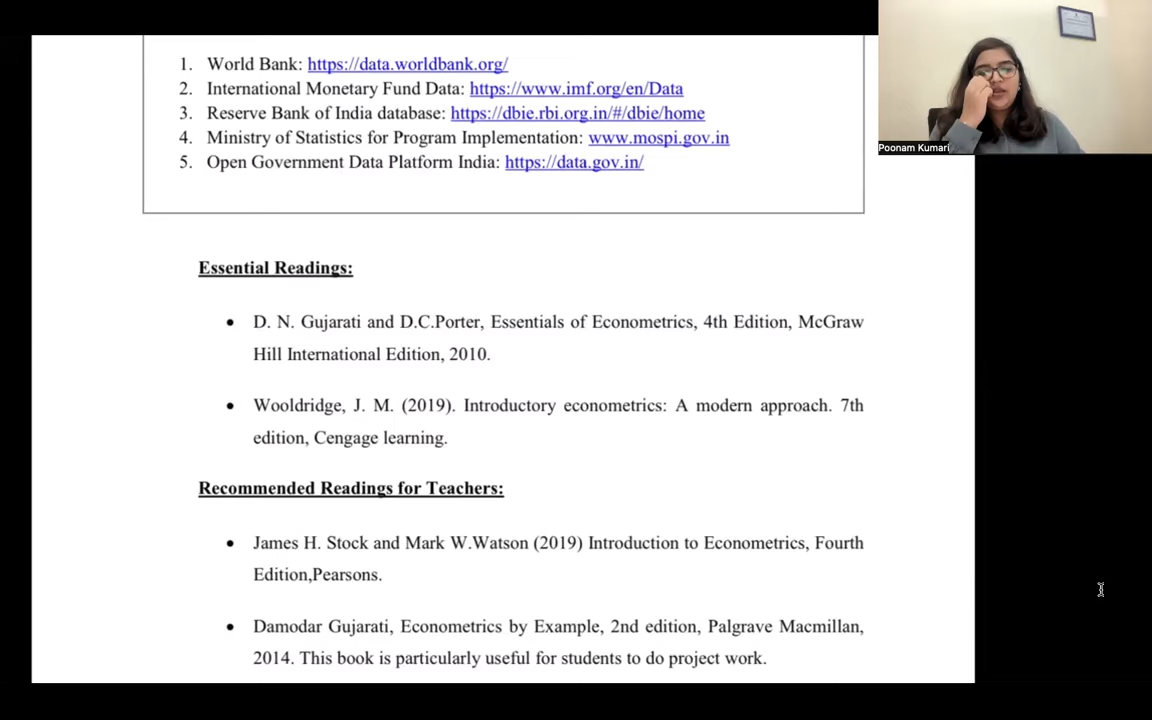 1. World Bank: https://data.worldbank.org/
2. International Monetary Fund Data: https://www.imf.org/en/Data
3. Reserve Bank of India database: https://dbie.rbi.org.in/#/dbie/home
4. Ministry of Statistics for Program Implementation: www.mospi.gov.in
5. Open Government Data Platform India: https://data.gov.in/
Poonam Kumari
Essential Readings:
• D. N. Gujarati and D.C.Porter, Essentials of Econometrics, 4th Edition, McGraw
Hill International Edition, 2010.
• Wooldridge, J. M. (2019). Introductory econometrics: A modern approach. 7th
edition, Cengage learning.
Recommended Readings for Teachers:
• James H. Stock and Mark W.Watson (2019) Introduction to Econometrics, Fourth
Edition,Pearsons.
• Damodar Gujarati, Econometrics by Example, 2nd edition, Palgrave Macmillan,
2014. This book is particularly useful for students to do project work.